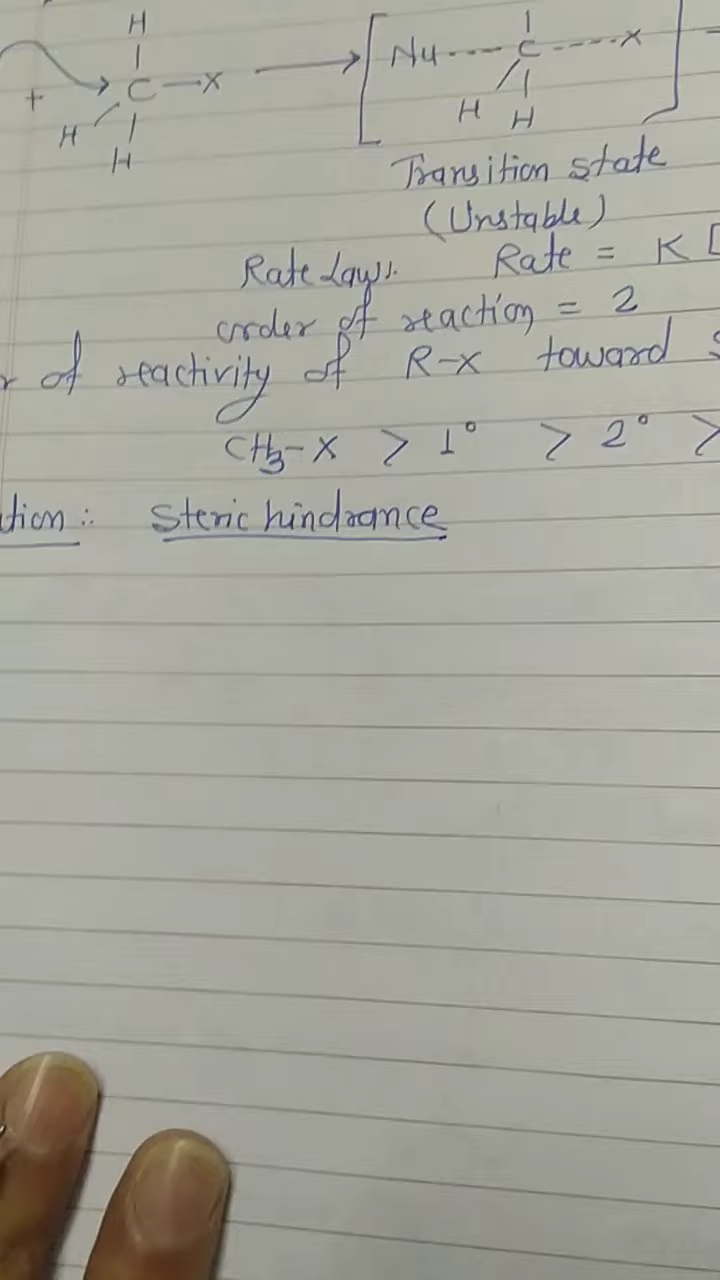 H
+ C—X ⟶ [ Nu----C----X ]
H
H
H H
Transition state
(Unstable)
Rate Law:. Rate = K [
order of reaction = 2
of reactivity of R-X toward
CH3-X > 1° > 2° >
tion:. Steric hindrance